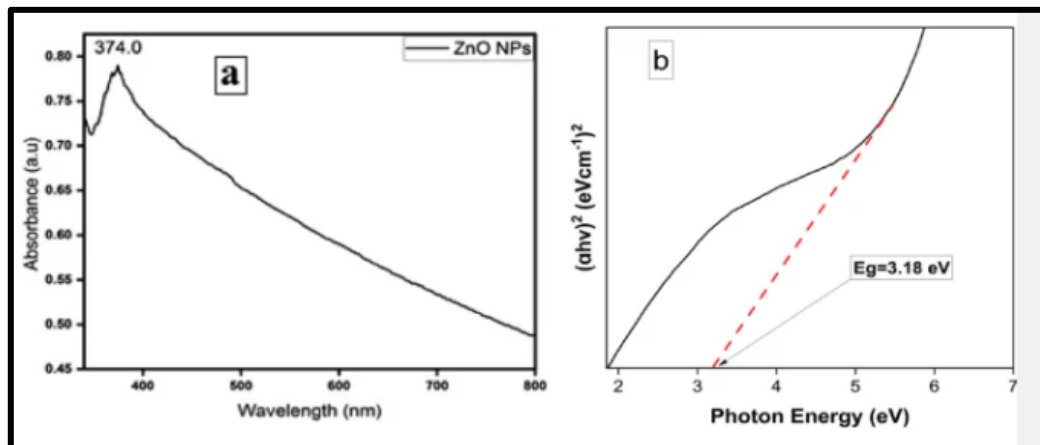 374.0
ZnO NPs
a
0.80
0.75
0.70
0.65
0.60
0.55
0.50
0.45
Absorbance (a.u)
400
500
600
700
800
Wavelength (nm)
b
(αhv)² (eVcm⁻¹)²
Eg=3.18 eV
2
3
4
5
6
7
Photon Energy (eV)